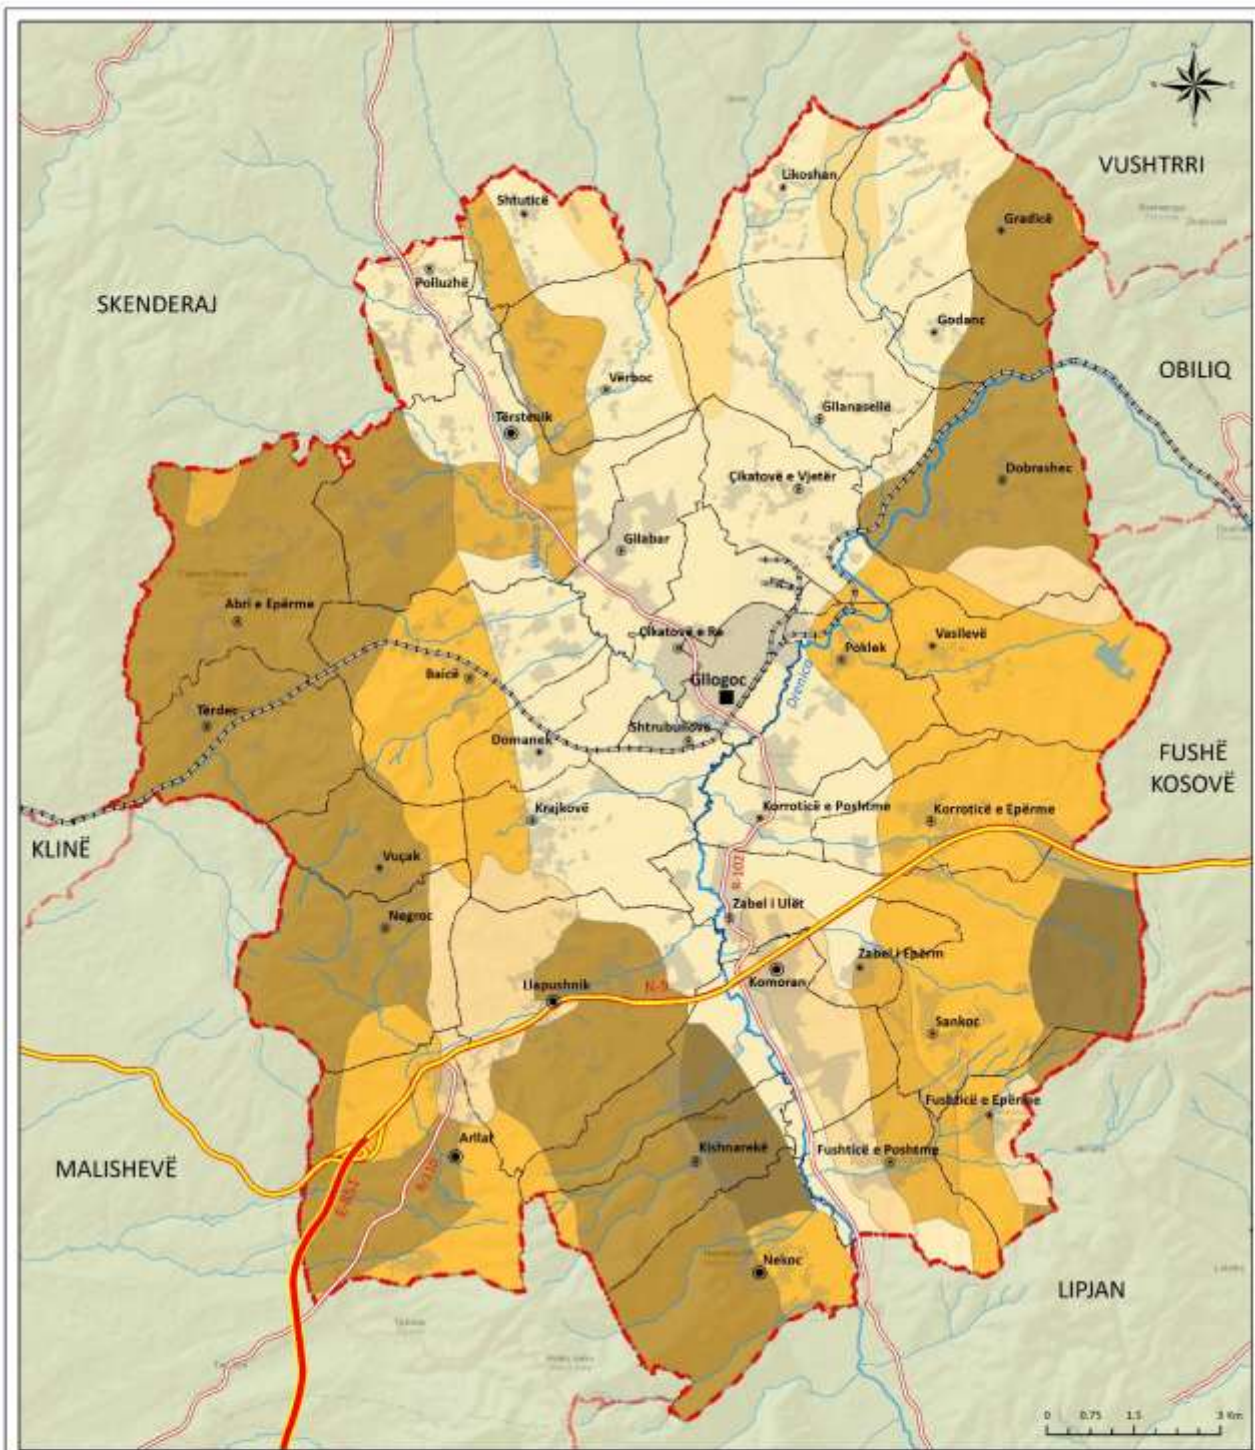 N
VUSHTRRI
Likoshan
Shtuticë
Gradicë
Polluzhë
SKENDERAJ
Godanc
OBILIQ
Vërboc
Gllanasellë
Tërstenik
Çikatovë e Vjetër
Dobrashec
Gllabar
Abri e Epërme
Çikatovë e Re
Vasilevë
Poklek
Baicë
Gllogoc
Drenica
Tërdec
Shtrubullovë
Domanek
FUSHË
KOSOVË
Krajkovë
Korroticë e Poshtme
Korroticë e Epërme
KLINË
Vuçak
R-102
Zabel i Ulët
Negroc
Zabel i Epërm
Komoran
Llapushnik
N-9
Sankoc
Fushticë e Epërme
Arllat
MALISHEVË
Kishnarekë
Fushticë e Poshtme
E-851
Nekoc
LIPJAN
0 0.75 1.5 3 Km